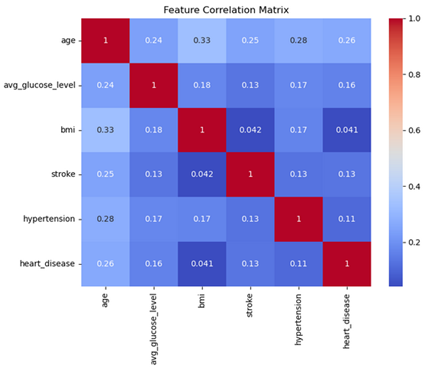 Feature Correlation Matrix
age 1 0.24 0.33 0.25 0.28 0.26
avg_glucose_level 0.24 1 0.18 0.13 0.17 0.16
bmi 0.33 0.18 1 0.042 0.17 0.041
stroke 0.25 0.13 0.042 1 0.13 0.13
hypertension 0.28 0.17 0.17 0.13 1 0.11
heart_disease 0.26 0.16 0.041 0.13 0.11 1
age avg_glucose_level bmi stroke hypertension heart_disease
1.0
0.8
0.6
0.4
0.2